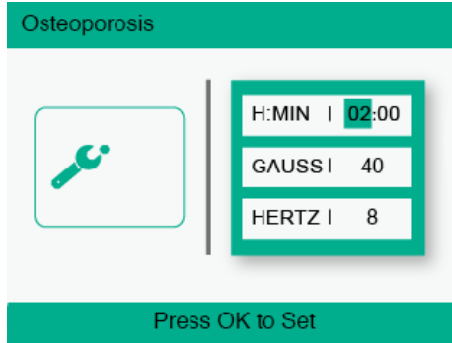 Osteoporosis
H:MIN | 02:00
GAUSS | 40
HERTZ | 8
Press OK to Set